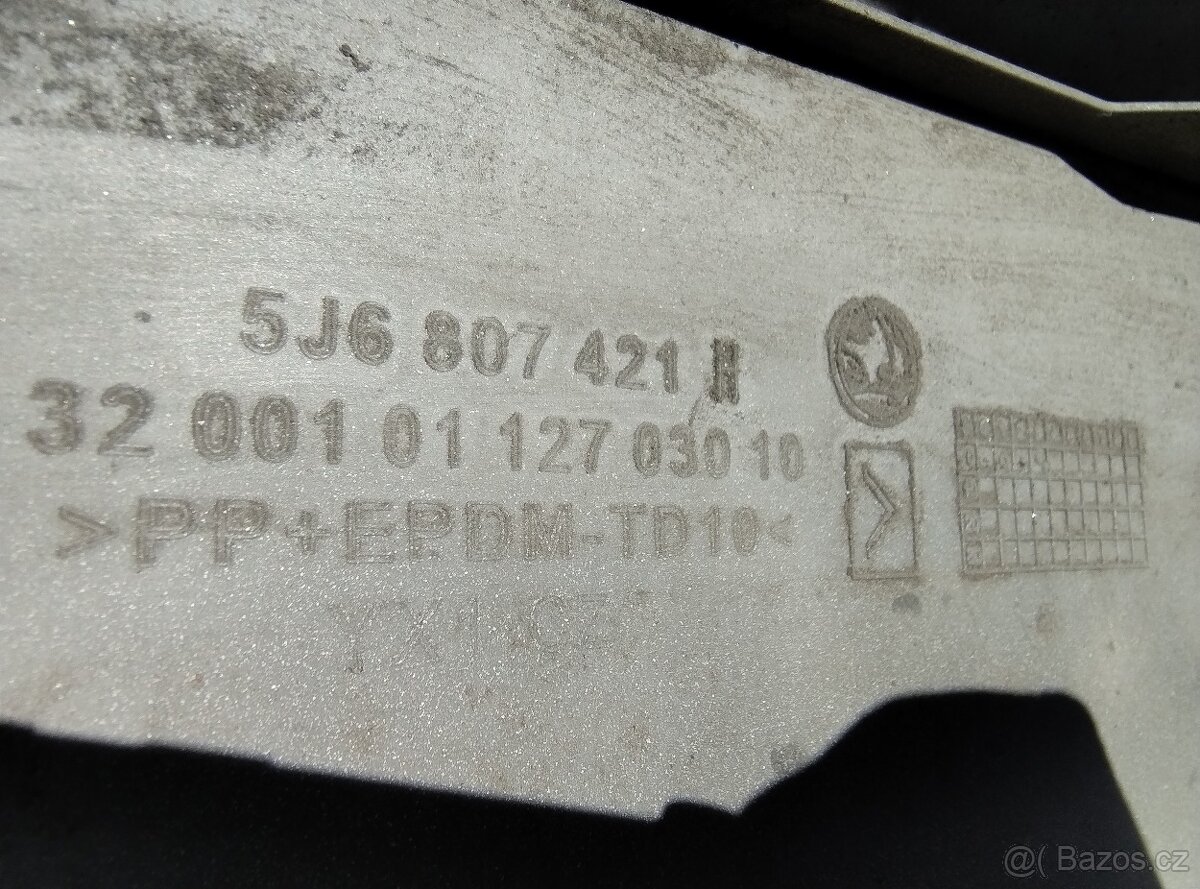 5J6 807 421 H
32 001 01 127 030 10
>PP+EPDM-TD10<
@( Bazos.cz